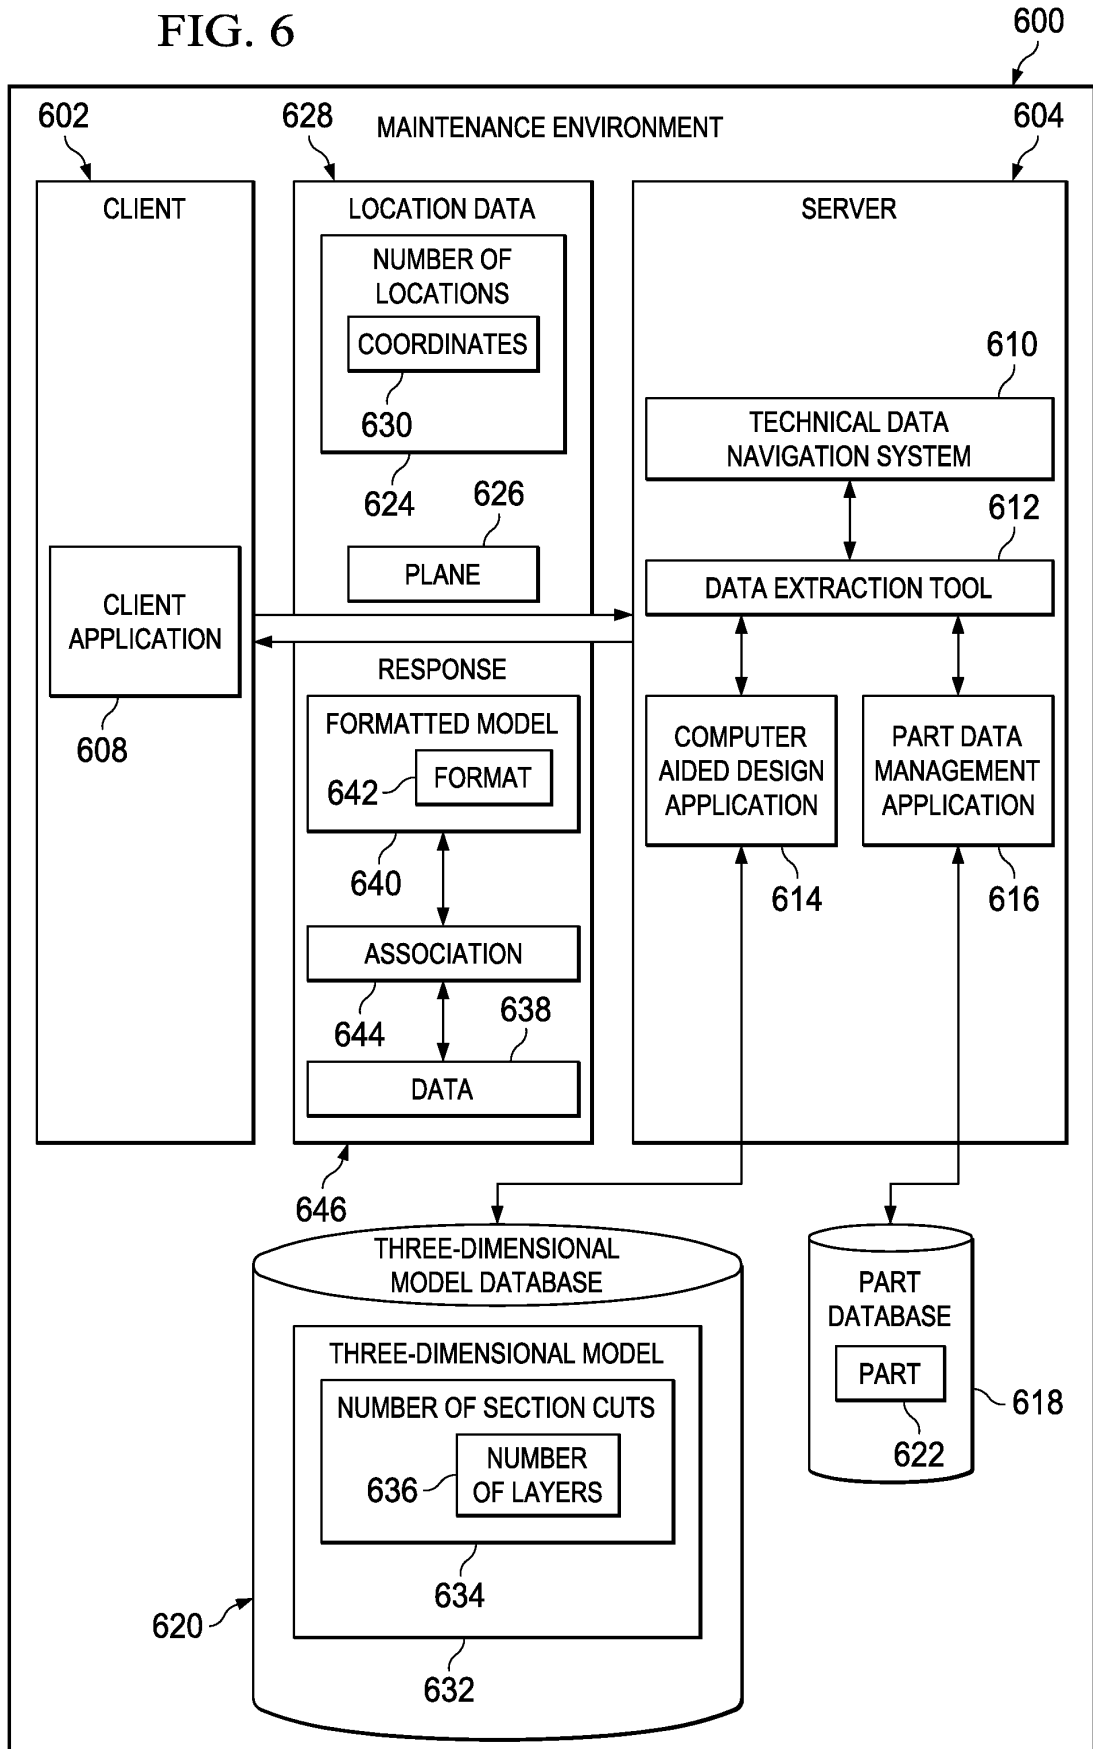 FIG. 6
600
MAINTENANCE ENVIRONMENT
602
628
604
CLIENT
LOCATION DATA
SERVER
NUMBER OF
LOCATIONS
COORDINATES
630
624
610
TECHNICAL DATA
NAVIGATION SYSTEM
626
PLANE
612
DATA EXTRACTION TOOL
CLIENT
APPLICATION
608
RESPONSE
FORMATTED MODEL
642
FORMAT
640
COMPUTER
AIDED DESIGN
APPLICATION
614
PART DATA
MANAGEMENT
APPLICATION
616
ASSOCIATION
644
638
DATA
646
THREE-DIMENSIONAL
MODEL DATABASE
THREE-DIMENSIONAL MODEL
NUMBER OF SECTION CUTS
636
NUMBER
OF LAYERS
634
620
632
PART
DATABASE
PART
622
618